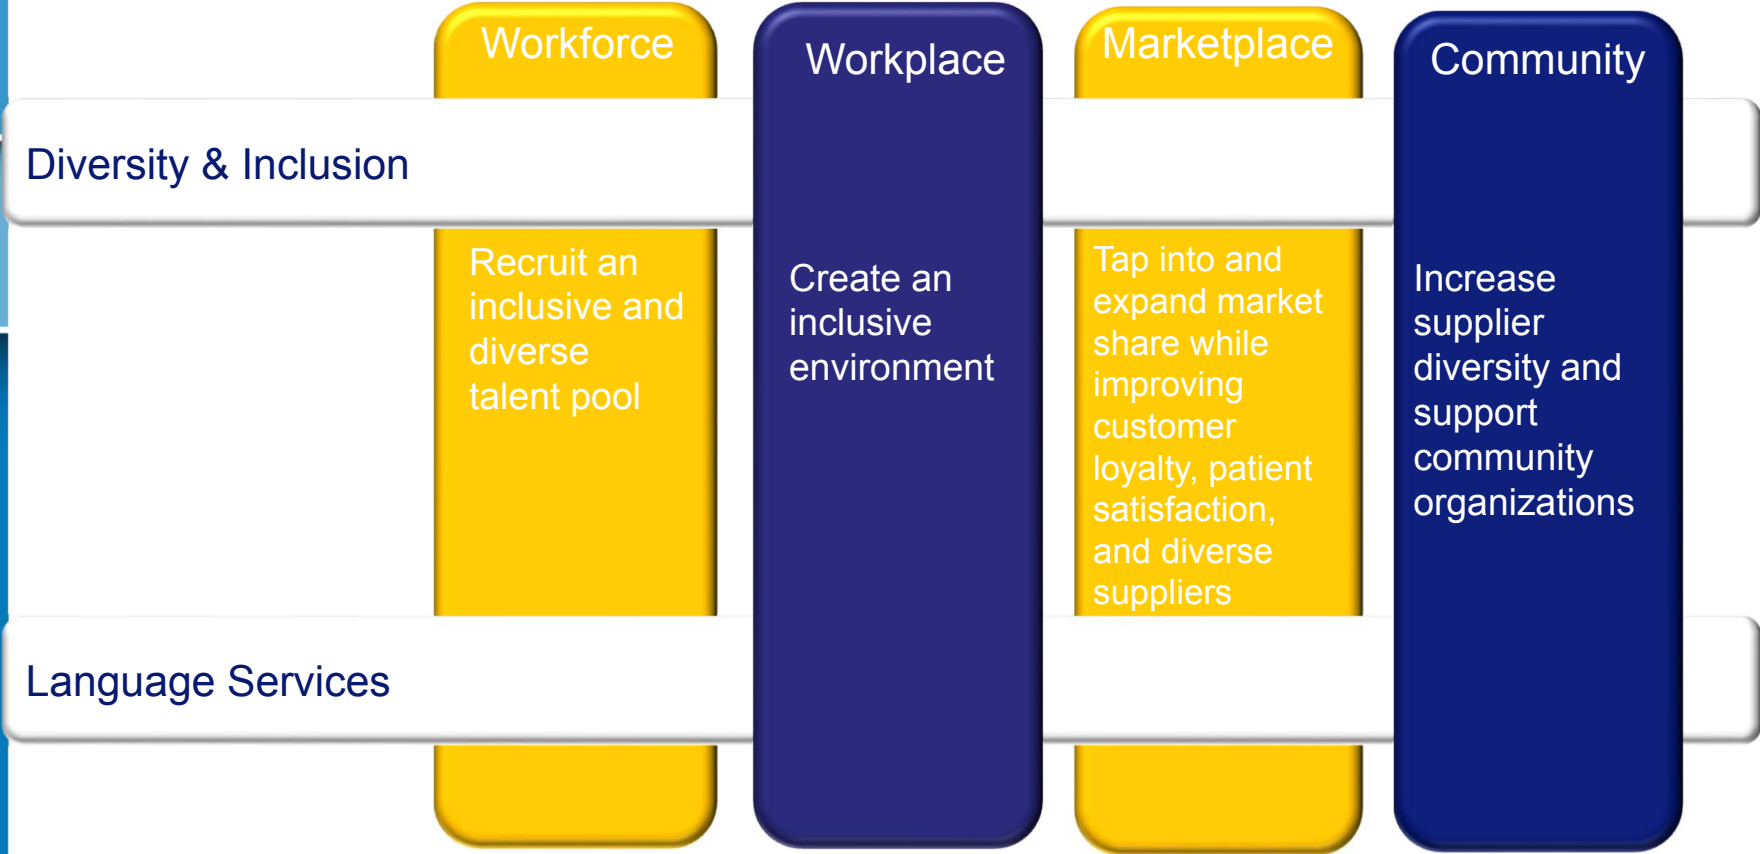 Workforce
Workplace
Marketplace
Community
Diversity & Inclusion
Recruit an
inclusive and
diverse
talent pool
Create an
inclusive
environment
Tap into and
expand market
share while
improving
customer
loyalty, patient
satisfaction,
and diverse
suppliers
Increase
supplier
diversity and
support
community
organizations
Language Services